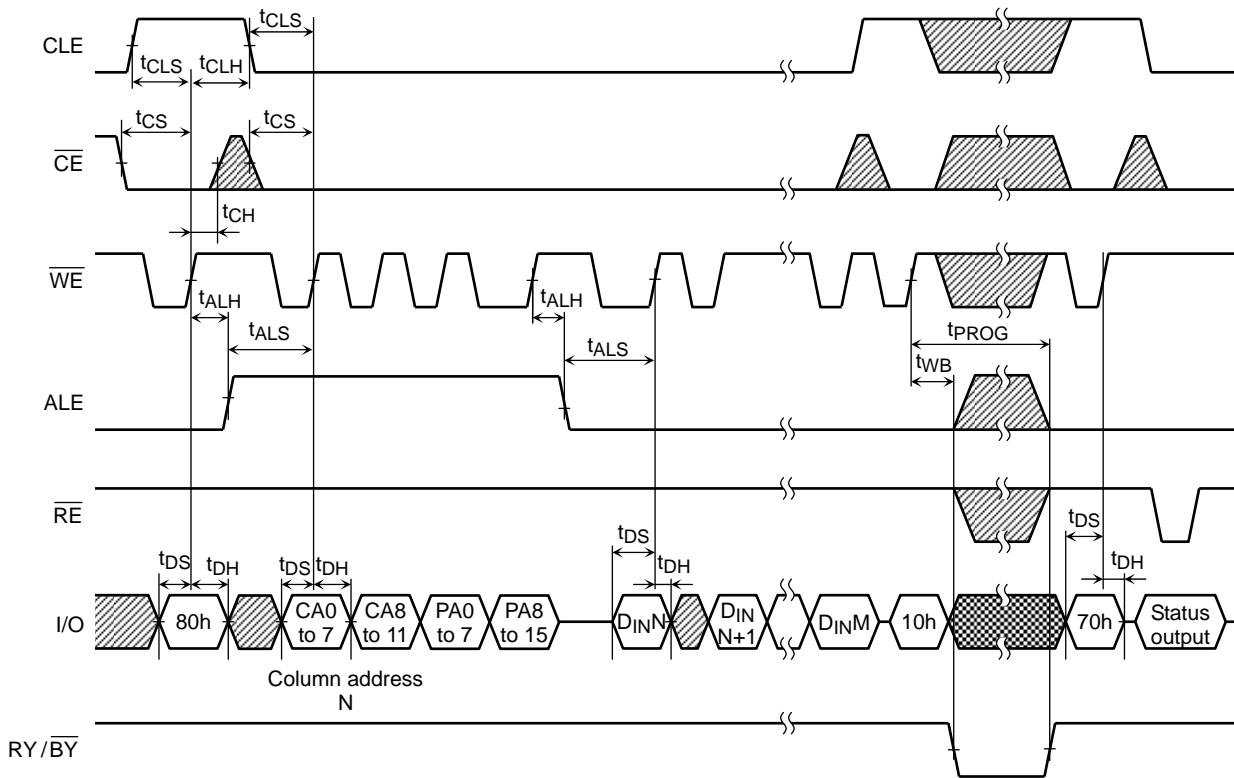 tCLS
CLE
tCLS tCLH
tCS tCS
CE
tCH
WE
tALH tALH
tALS tALS
tPROG
tWB
ALE
RE
tDS tDH tDS tDH tDS tDH tDS tDH
I/O
80h
CA0 to 7
CA8 to 11
PA0 to 7
PA8 to 15
DINN
DIN N+1
DINM
10h
70h
Status output
Column address
N
RY/BY